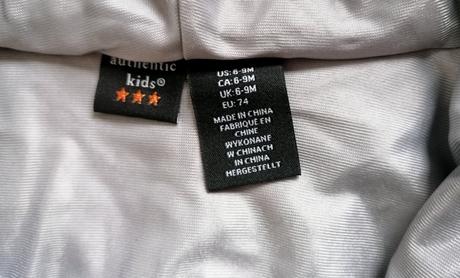 authentic
kids®
US: 6-9M
CA: 6-9M
UK: 6-9M
EU: 74
MADE IN CHINA
FABRIQUÉ EN
CHINE
WYKONANE
W CHINACH
IN CHINA
HERGESTELLT